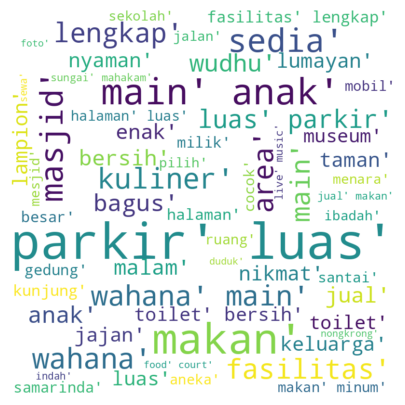 sekolah' fasilitas' lengkap'
foto' lengkap' jalan' sedia'
nyaman' wudhu' lumayan'
sungai' mahakam' sewa' main' anak' mobil'
lampion' masjid' halaman' luas' luas' parkir'
mesjid' enak' milik' area' live' music' main' museum'
bersih' pilih' cocok' taman'
kuliner' menara'
bagus' jual' makan'
besar' halaman' ibadah'
parkir' luas'
ruang'
gedung' malam' duduk' nikmat' santai'
kunjung' wahana' main' jual'
anak' toilet' bersih' toilet'
jajan' makan' nongkrong' keluarga'
wahana' food' court' fasilitas'
indah' luas' aneka'
samarinda' makan' minum'